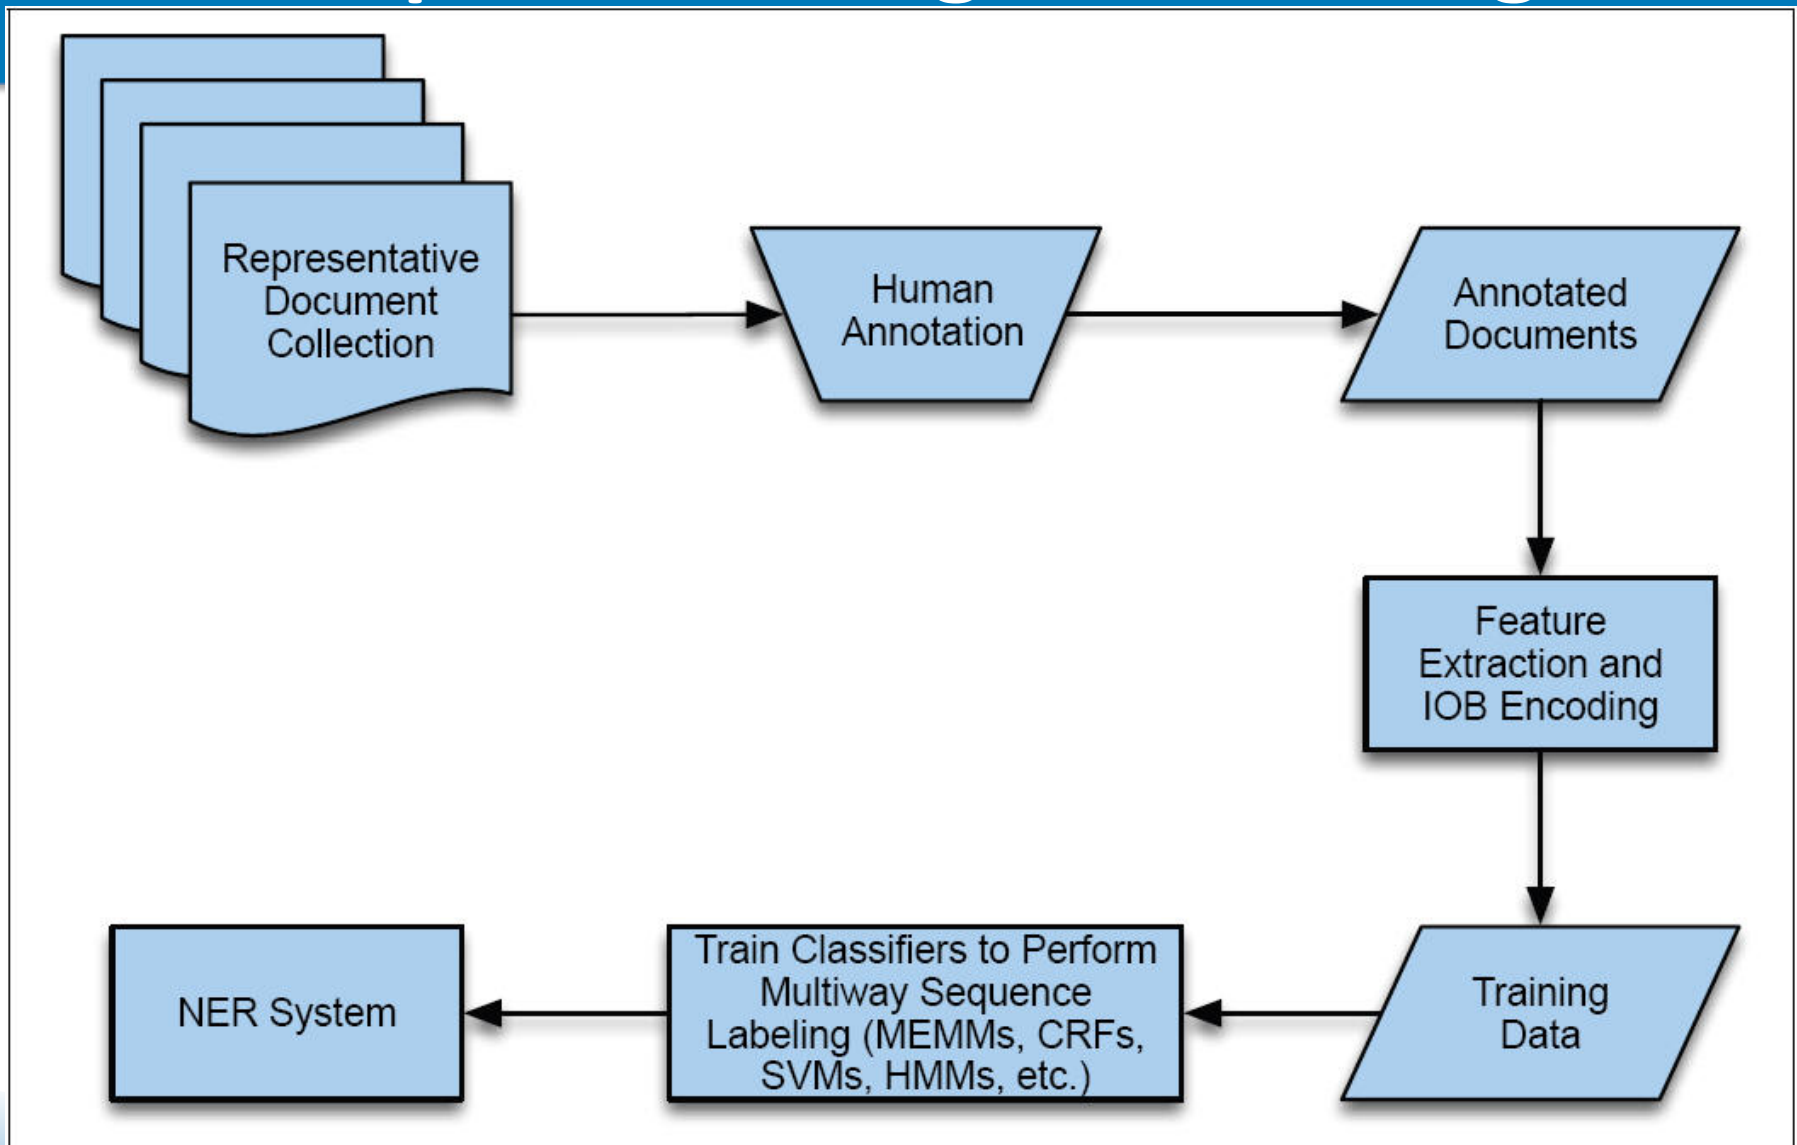 Representative
Document
Collection
Human
Annotation
Annotated
Documents
Feature
Extraction and
IOB Encoding
Training
Data
Train Classifiers to Perform
Multiway Sequence
Labeling (MEMMs, CRFs,
SVMs, HMMs, etc.)
NER System